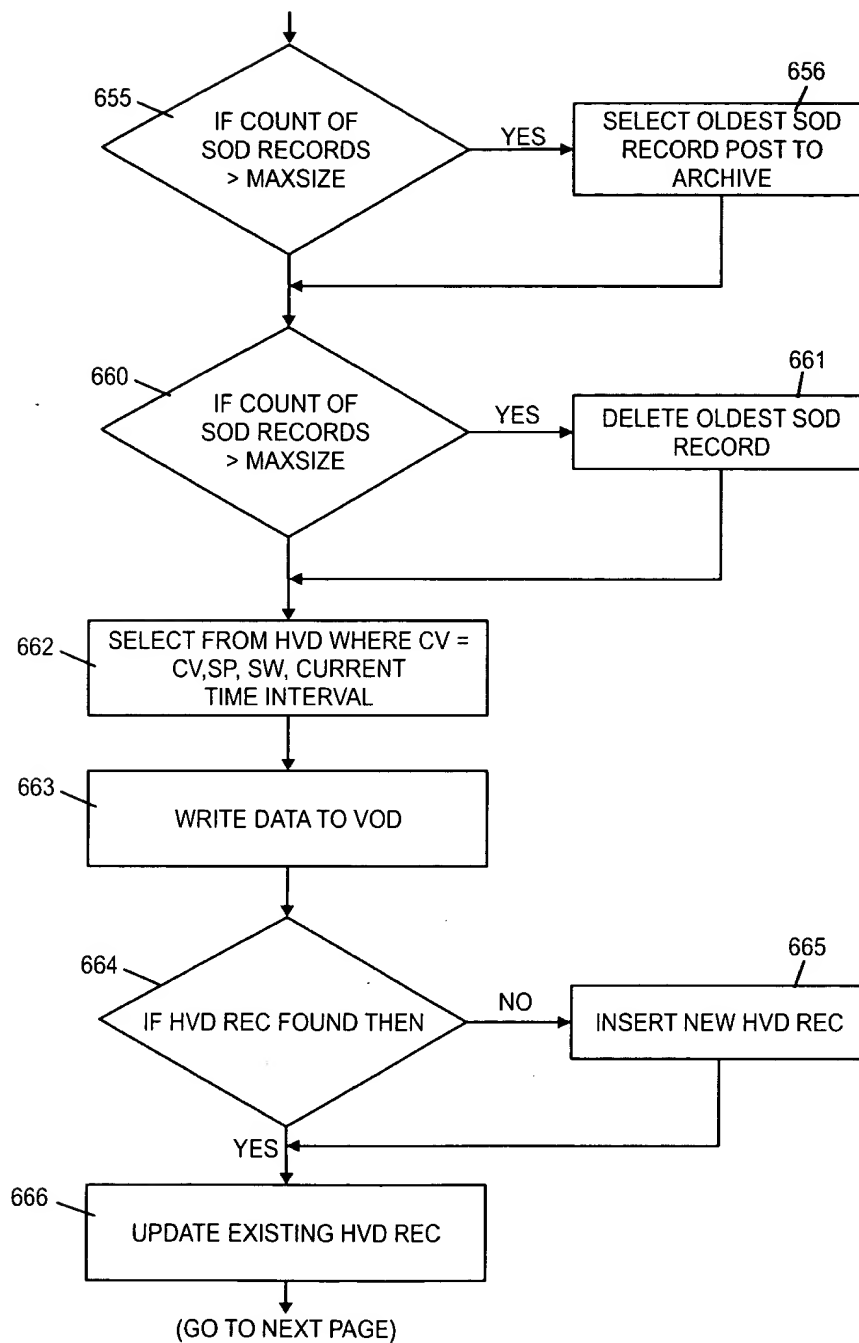 655
IF COUNT OF
SOD RECORDS
> MAXSIZE
YES
656
SELECT OLDEST SOD
RECORD POST TO
ARCHIVE
660
IF COUNT OF
SOD RECORDS
> MAXSIZE
YES
661
DELETE OLDEST SOD
RECORD
662
SELECT FROM HVD WHERE CV =
CV,SP, SW, CURRENT
TIME INTERVAL
663
WRITE DATA TO VOD
664
IF HVD REC FOUND THEN
NO
665
INSERT NEW HVD REC
YES
666
UPDATE EXISTING HVD REC
(GO TO NEXT PAGE)